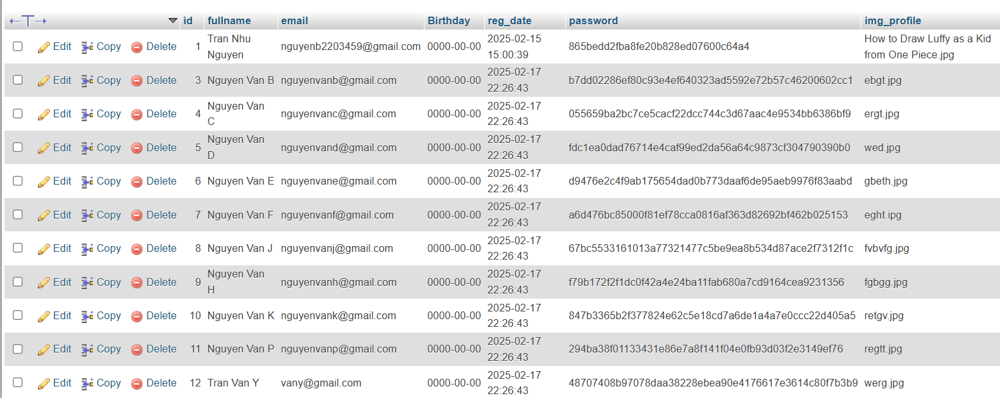 id fullname email Birthday reg_date password img_profile
Edit Copy Delete 1 Tran Nhu Nguyen nguyenb2203459@gmail.com 0000-00-00 2025-02-15 15:00:39 865bedd2fba8fe20b828ed07600c64a4 How to Draw Luffy as a Kid from One Piece.jpg
Edit Copy Delete 3 Nguyen Van B nguyenvanb@gmail.com 0000-00-00 2025-02-17 22:26:43 b7dd02286ef80c93e4ef640323ad5592e72b57c46200602cc1 ebgt.jpg
Edit Copy Delete 4 Nguyen Van C nguyenvanc@gmail.com 0000-00-00 2025-02-17 22:26:43 055659ba2bc7ce5cacf22dcc744c3d67aac4e9534bb6386bf9 ergt.jpg
Edit Copy Delete 5 Nguyen Van D nguyenvand@gmail.com 0000-00-00 2025-02-17 22:26:43 fdc1ea0dad76714e4caf99ed2da56a64c9873cf304790390b0 wed.jpg
Edit Copy Delete 6 Nguyen Van E nguyenvane@gmail.com 0000-00-00 2025-02-17 22:26:43 d9476e2c4f9ab175654dad0b773daaf6de95aeb9976f83aabd gbeth.jpg
Edit Copy Delete 7 Nguyen Van F nguyenvanf@gmail.com 0000-00-00 2025-02-17 22:26:43 a6d476bc85000f81ef78cca0816af363d82692bf462b025153 eght.jpg
Edit Copy Delete 8 Nguyen Van J nguyenvanj@gmail.com 0000-00-00 2025-02-17 22:26:43 67bc5533161013a77321477c5be9ea8b534d87ace2f7312f1c fvbvfg.jpg
Edit Copy Delete 9 Nguyen Van H nguyenvanh@gmail.com 0000-00-00 2025-02-17 22:26:43 f79b172f2f1dc0f42a4e24ba11fab680a7cd9164cea9231356 fgbgg.jpg
Edit Copy Delete 10 Nguyen Van K nguyenvank@gmail.com 0000-00-00 2025-02-17 22:26:43 847b3365b2f377824e62c5e18cd7a6de1a4a7e0ccc22d405a5 retgv.jpg
Edit Copy Delete 11 Nguyen Van P nguyenvanp@gmail.com 0000-00-00 2025-02-17 22:26:43 294ba38f01133431e86e7a8f141f04e0fb93d03f2e3149ef76 regtt.jpg
Edit Copy Delete 12 Tran Van Y vany@gmail.com 0000-00-00 2025-02-17 22:26:43 48707408b97078daa38228ebea90e4176617e3614c80f7b3b9 werg.jpg